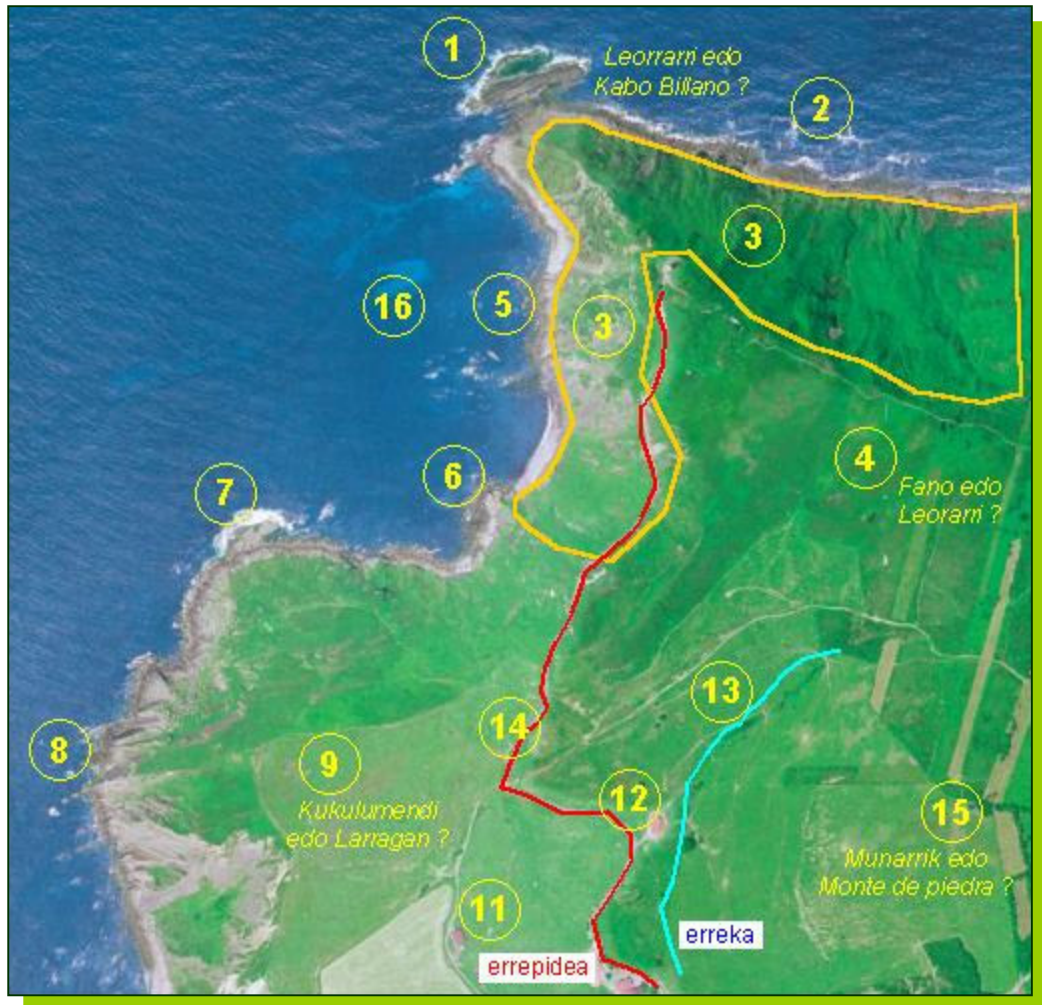 1
Leorrarri edo
Kabo Billano ?
2
3
16
5
3
4
Fano edo
Leorarri ?
6
7
13
14
8
9
Kukulumendi
edo Larragan ?
12
15
Munarrik edo
Monte de piedra ?
11
erreka
errepidea